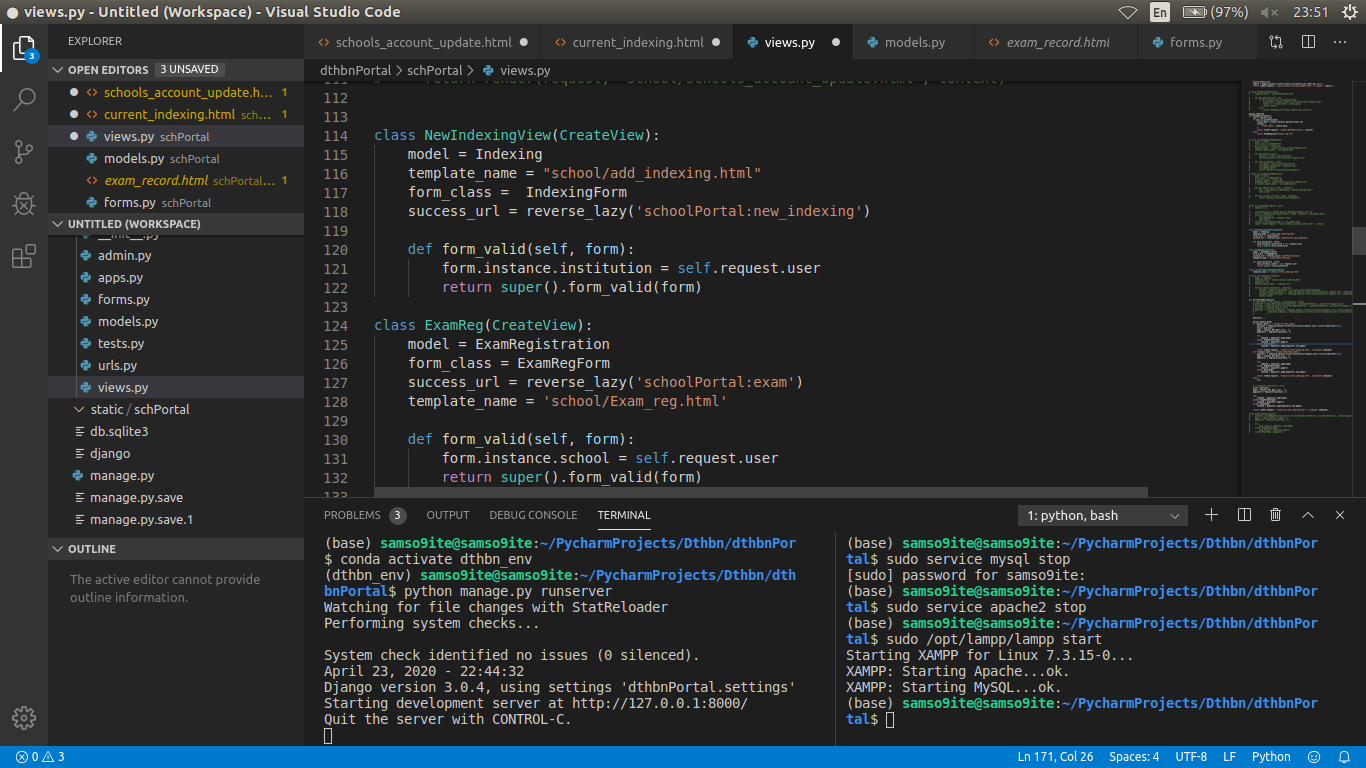 views.py - Untitled (Workspace) - Visual Studio Code
En (97%) 23:51
EXPLORER
3
OPEN EDITORS 3 UNSAVED
schools_account_update.h... 1
current_indexing.html sch... 1
views.py schPortal
models.py schPortal
exam_record.html schPortal... 1
forms.py schPortal
UNTITLED (WORKSPACE)
__init__.py
admin.py
apps.py
forms.py
models.py
tests.py
urls.py
views.py
static / schPortal
db.sqlite3
django
manage.py
manage.py.save
manage.py.save.1
OUTLINE
The active editor cannot provide
outline information.
schools_account_update.html current_indexing.html views.py models.py exam_record.html forms.py
dthbnPortal > schPortal > views.py
111 # return render(request, 'school/schools_account_update.html', context)
112
113
114 class NewIndexingView(CreateView):
115 model = Indexing
116 template_name = "school/add_indexing.html"
117 form_class =  IndexingForm
118 success_url = reverse_lazy('schoolPortal:new_indexing')
119
120 def form_valid(self, form):
121 form.instance.institution = self.request.user
122 return super().form_valid(form)
123
124 class ExamReg(CreateView):
125 model = ExamRegistration
126 form_class = ExamRegForm
127 success_url = reverse_lazy('schoolPortal:exam')
128 template_name = 'school/Exam_reg.html'
129
130 def form_valid(self, form):
131 form.instance.school = self.request.user
132 return super().form_valid(form)
133
PROBLEMS 3 OUTPUT DEBUG CONSOLE TERMINAL 1: python, bash
(base) samso9ite@samso9ite:~/PycharmProjects/Dthbn/dthbnPor
$ conda activate dthbn_env
(dthbn_env) samso9ite@samso9ite:~/PycharmProjects/Dthbn/dth
bnPortal$ python manage.py runserver
Watching for file changes with StatReloader
Performing system checks...
System check identified no issues (0 silenced).
April 23, 2020 - 22:44:32
Django version 3.0.4, using settings 'dthbnPortal.settings'
Starting development server at http://127.0.0.1:8000/
Quit the server with CONTROL-C.
(base) samso9ite@samso9ite:~/PycharmProjects/Dthbn/dthbnPor
tal$ sudo service mysql stop
[sudo] password for samso9ite:
(base) samso9ite@samso9ite:~/PycharmProjects/Dthbn/dthbnPor
tal$ sudo service apache2 stop
(base) samso9ite@samso9ite:~/PycharmProjects/Dthbn/dthbnPor
tal$ sudo /opt/lampp/lampp start
Starting XAMPP for Linux 7.3.15-0...
XAMPP: Starting Apache...ok.
XAMPP: Starting MySQL...ok.
(base) samso9ite@samso9ite:~/PycharmProjects/Dthbn/dthbnPor
tal$
0 3 Ln 171, Col 26 Spaces: 4 UTF-8 LF Python